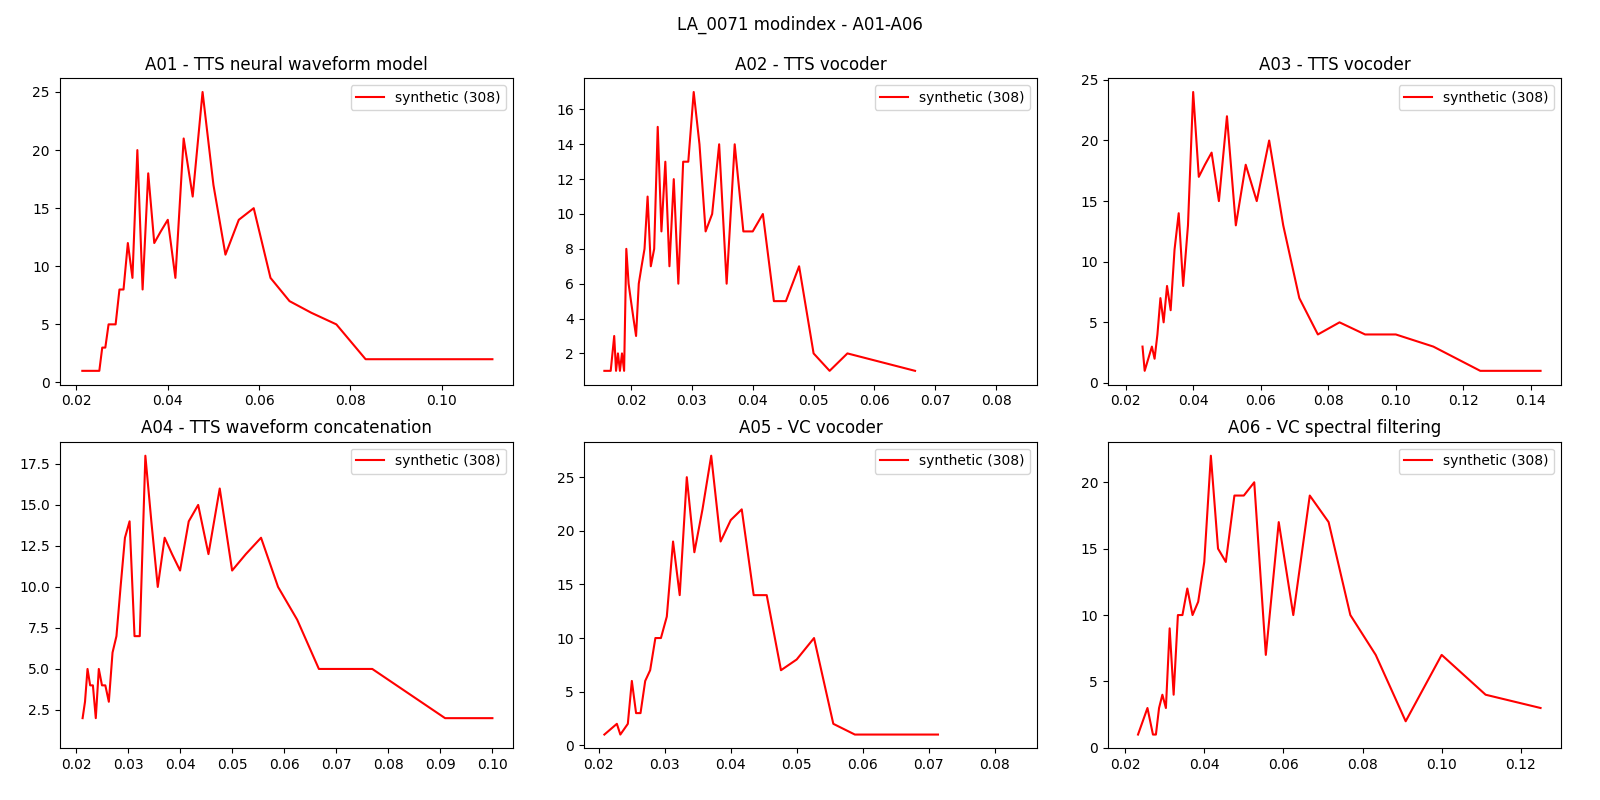 LA_0071 modindex - A01-A06
A01 - TTS neural waveform model
synthetic (308)
25
20
15
10
5
0
0.02 0.04 0.06 0.08 0.10
A02 - TTS vocoder
synthetic (308)
16
14
12
10
8
6
4
2
0.02 0.03 0.04 0.05 0.06 0.07 0.08
A03 - TTS vocoder
synthetic (308)
25
20
15
10
5
0
0.02 0.04 0.06 0.08 0.10 0.12 0.14
A04 - TTS waveform concatenation
synthetic (308)
17.5
15.0
12.5
10.0
7.5
5.0
2.5
0.02 0.03 0.04 0.05 0.06 0.07 0.08 0.09 0.10
A05 - VC vocoder
synthetic (308)
25
20
15
10
5
0
0.02 0.03 0.04 0.05 0.06 0.07 0.08
A06 - VC spectral filtering
synthetic (308)
20
15
10
5
0
0.02 0.04 0.06 0.08 0.10 0.12